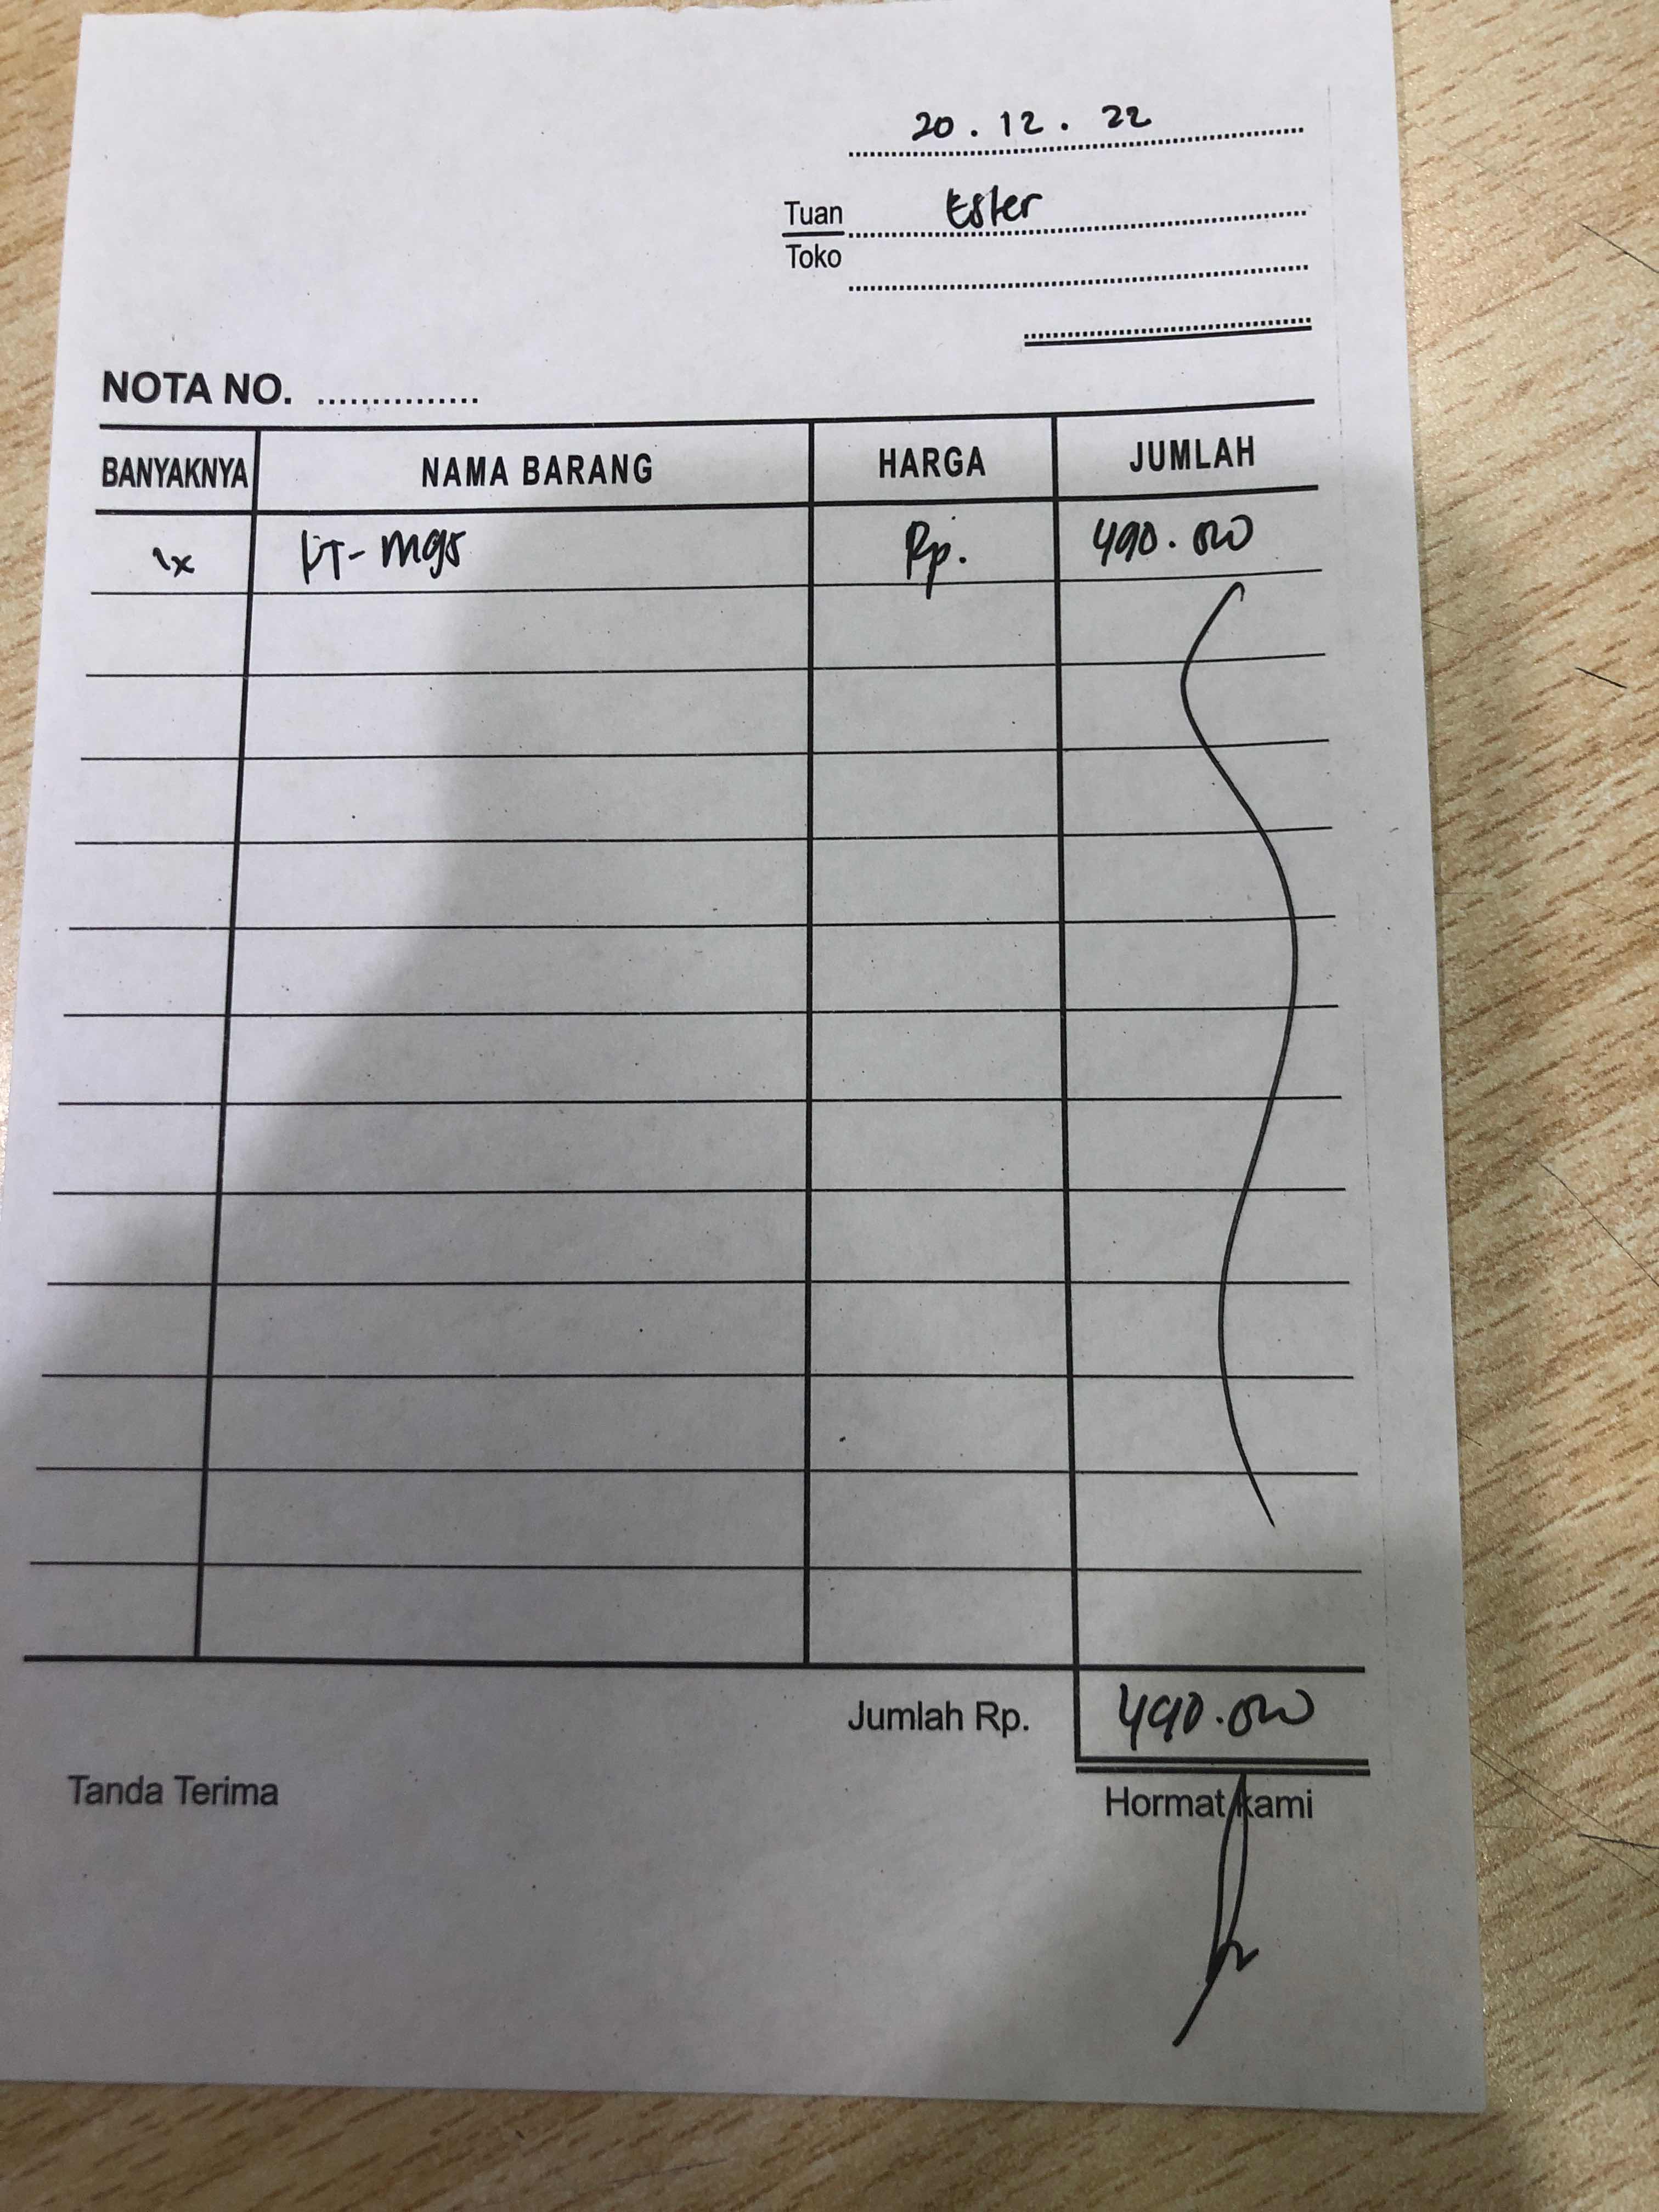 20 . 12 . 22
Tuan Ester
Toko
NOTA NO. ...............
BANYAKNYA NAMA BARANG HARGA JUMLAH
1x Rp. 490.000
Jumlah Rp. 490.000
Tanda Terima Hormat kami